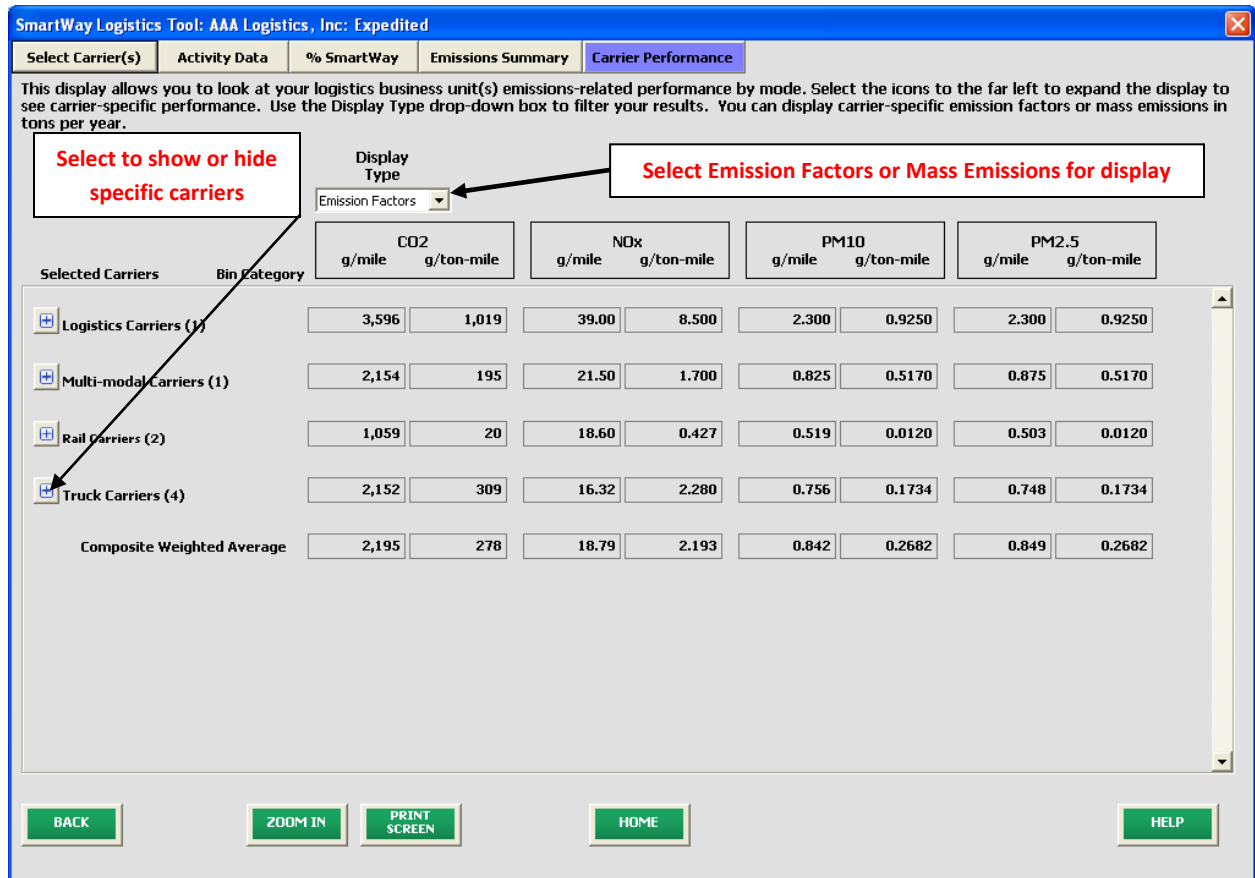 SmartWay Logistics Tool: AAA Logistics, Inc: Expedited
Select Carrier(s) Activity Data % SmartWay Emissions Summary Carrier Performance
This display allows you to look at your logistics business unit(s) emissions-related performance by mode. Select the icons to the far left to expand the display to
see carrier-specific performance. Use the Display Type drop-down box to filter your results. You can display carrier-specific emission factors or mass emissions in
tons per year.
Select to show or hide
specific carriers
Display
Type
Emission Factors
Select Emission Factors or Mass Emissions for display
CO2 NOx PM10 PM2.5
Selected Carriers Bin Category g/mile g/ton-mile g/mile g/ton-mile g/mile g/ton-mile g/mile g/ton-mile
Logistics Carriers (1) 3,596 1,019 39.00 8.500 2.300 0.9250 2.300 0.9250
Multi-modal Carriers (1) 2,154 195 21.50 1.700 0.825 0.5170 0.875 0.5170
Rail Carriers (2) 1,059 20 18.60 0.427 0.519 0.0120 0.503 0.0120
Truck Carriers (4) 2,152 309 16.32 2.280 0.756 0.1734 0.748 0.1734
Composite Weighted Average 2,195 278 18.79 2.193 0.842 0.2682 0.849 0.2682
BACK ZOOM IN PRINT SCREEN HOME HELP